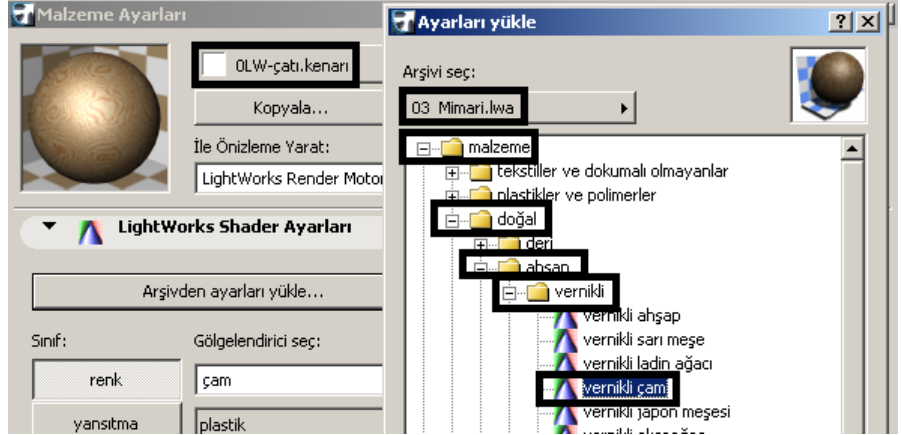 Malzeme Ayarları
0LW-çatı.kenarı
Kopyala...
İle Önizleme Yarat:
LightWorks Render Motor
LightWorks Shader Ayarları
Arşivden ayarları yükle...
Sınıf:
Gölgelendirici seç:
renk
çam
yansıtma
plastik
Ayarları yükle
Arşivi seç:
03 Mimari.lwa
malzeme
tekstiller ve dokumalı olmayanlar
plastikler ve polimerler
doğal
deri
ahşap
vernikli
vernikli ahşap
vernikli sarı meşe
vernikli ladin ağacı
vernikli çam
vernikli japon meşesi